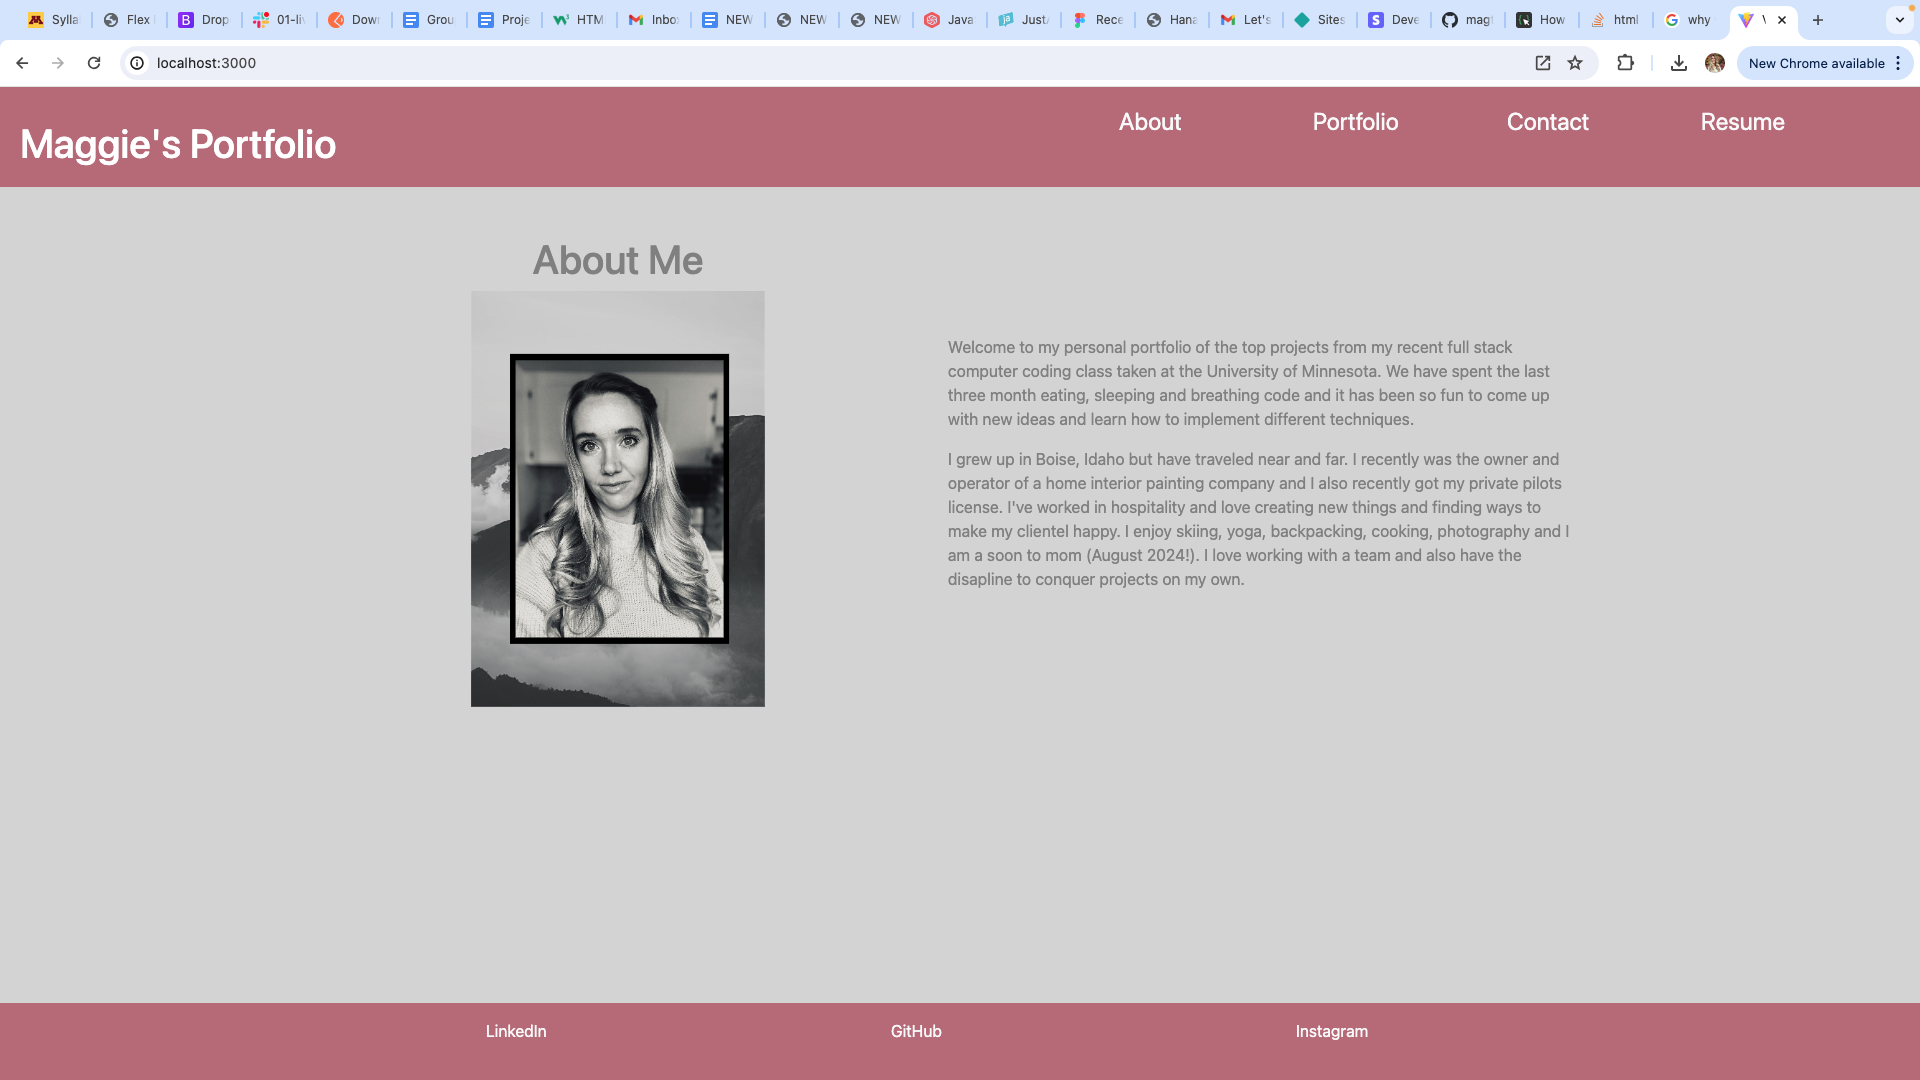 Sylla Flex Drop 01-liv Dow Grou Proje HTM Inbo NEW NEW NEW Java Just Rece Hana Let's Sites Deve mag How html why
localhost:3000 New Chrome available
Maggie's Portfolio
About Portfolio Contact Resume
About Me
Welcome to my personal portfolio of the top projects from my recent full stack
computer coding class taken at the University of Minnesota. We have spent the last
three month eating, sleeping and breathing code and it has been so fun to come up
with new ideas and learn how to implement different techniques.
I grew up in Boise, Idaho but have traveled near and far. I recently was the owner and
operator of a home interior painting company and I also recently got my private pilots
license. I've worked in hospitality and love creating new things and finding ways to
make my clientel happy. I enjoy skiing, yoga, backpacking, cooking, photography and I
am a soon to mom (August 2024!). I love working with a team and also have the
disapline to conquer projects on my own.
LinkedIn GitHub Instagram